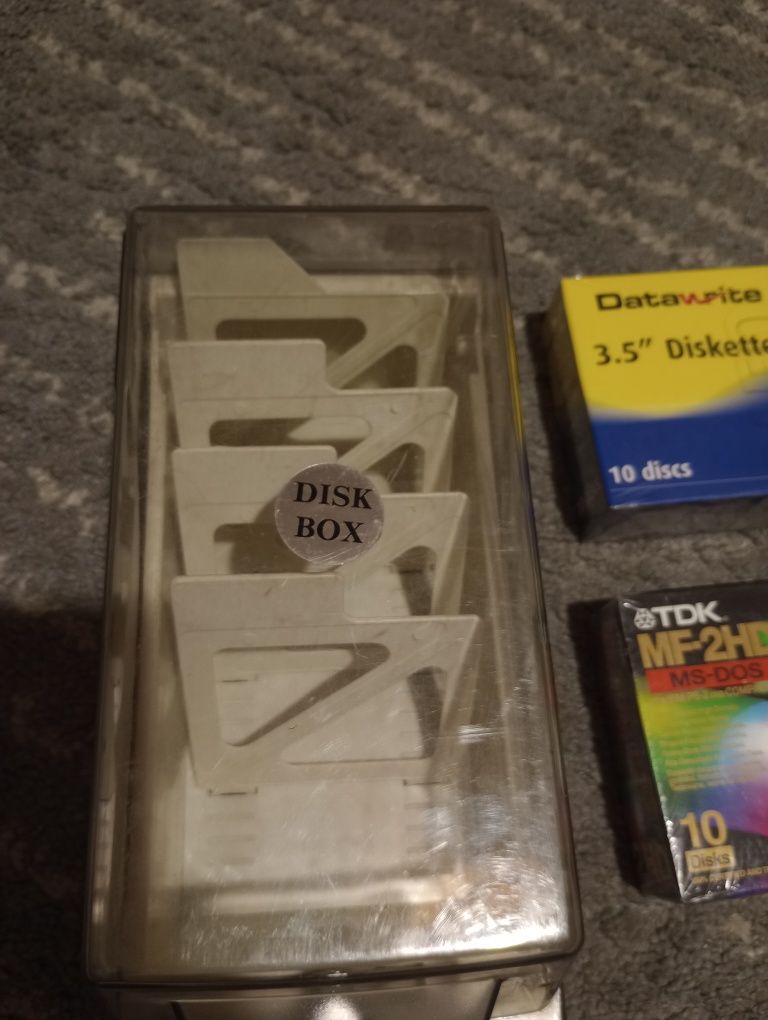 DISK
BOX
Datawrite
3.5" Diskette
10 discs
TDK
MF-2HD
MS-DOS
10
Disks